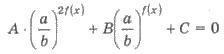 A · (a/b)^{2f(x)} + B(a/b)^{f(x)} + C = 0